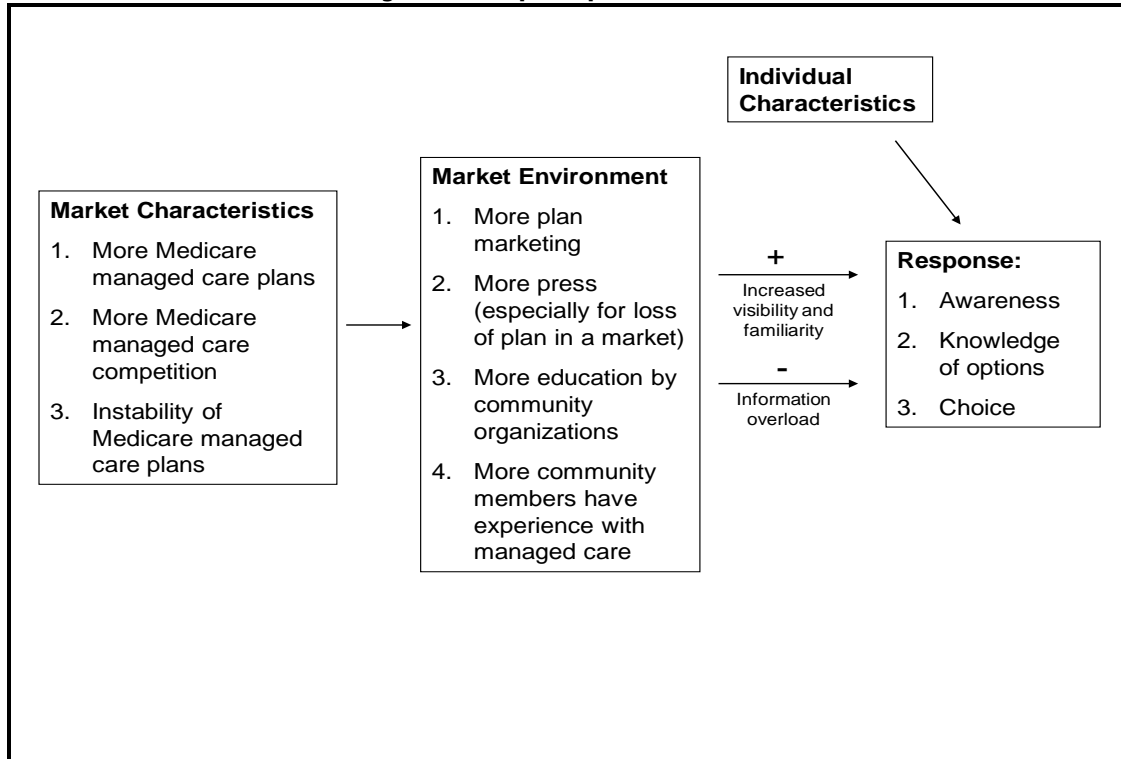 Individual
Characteristics
Market Environment
1. More plan
marketing
2. More press
(especially for loss
of plan in a market)
3. More education by
community
organizations
4. More community
members have
experience with
managed care
Market Characteristics
1. More Medicare
managed care plans
2. More Medicare
managed care
competition
3. Instability of
Medicare managed
care plans
+
Increased
visibility and
familiarity
-
Information
overload
Response:
1. Awareness
2. Knowledge
of options
3. Choice